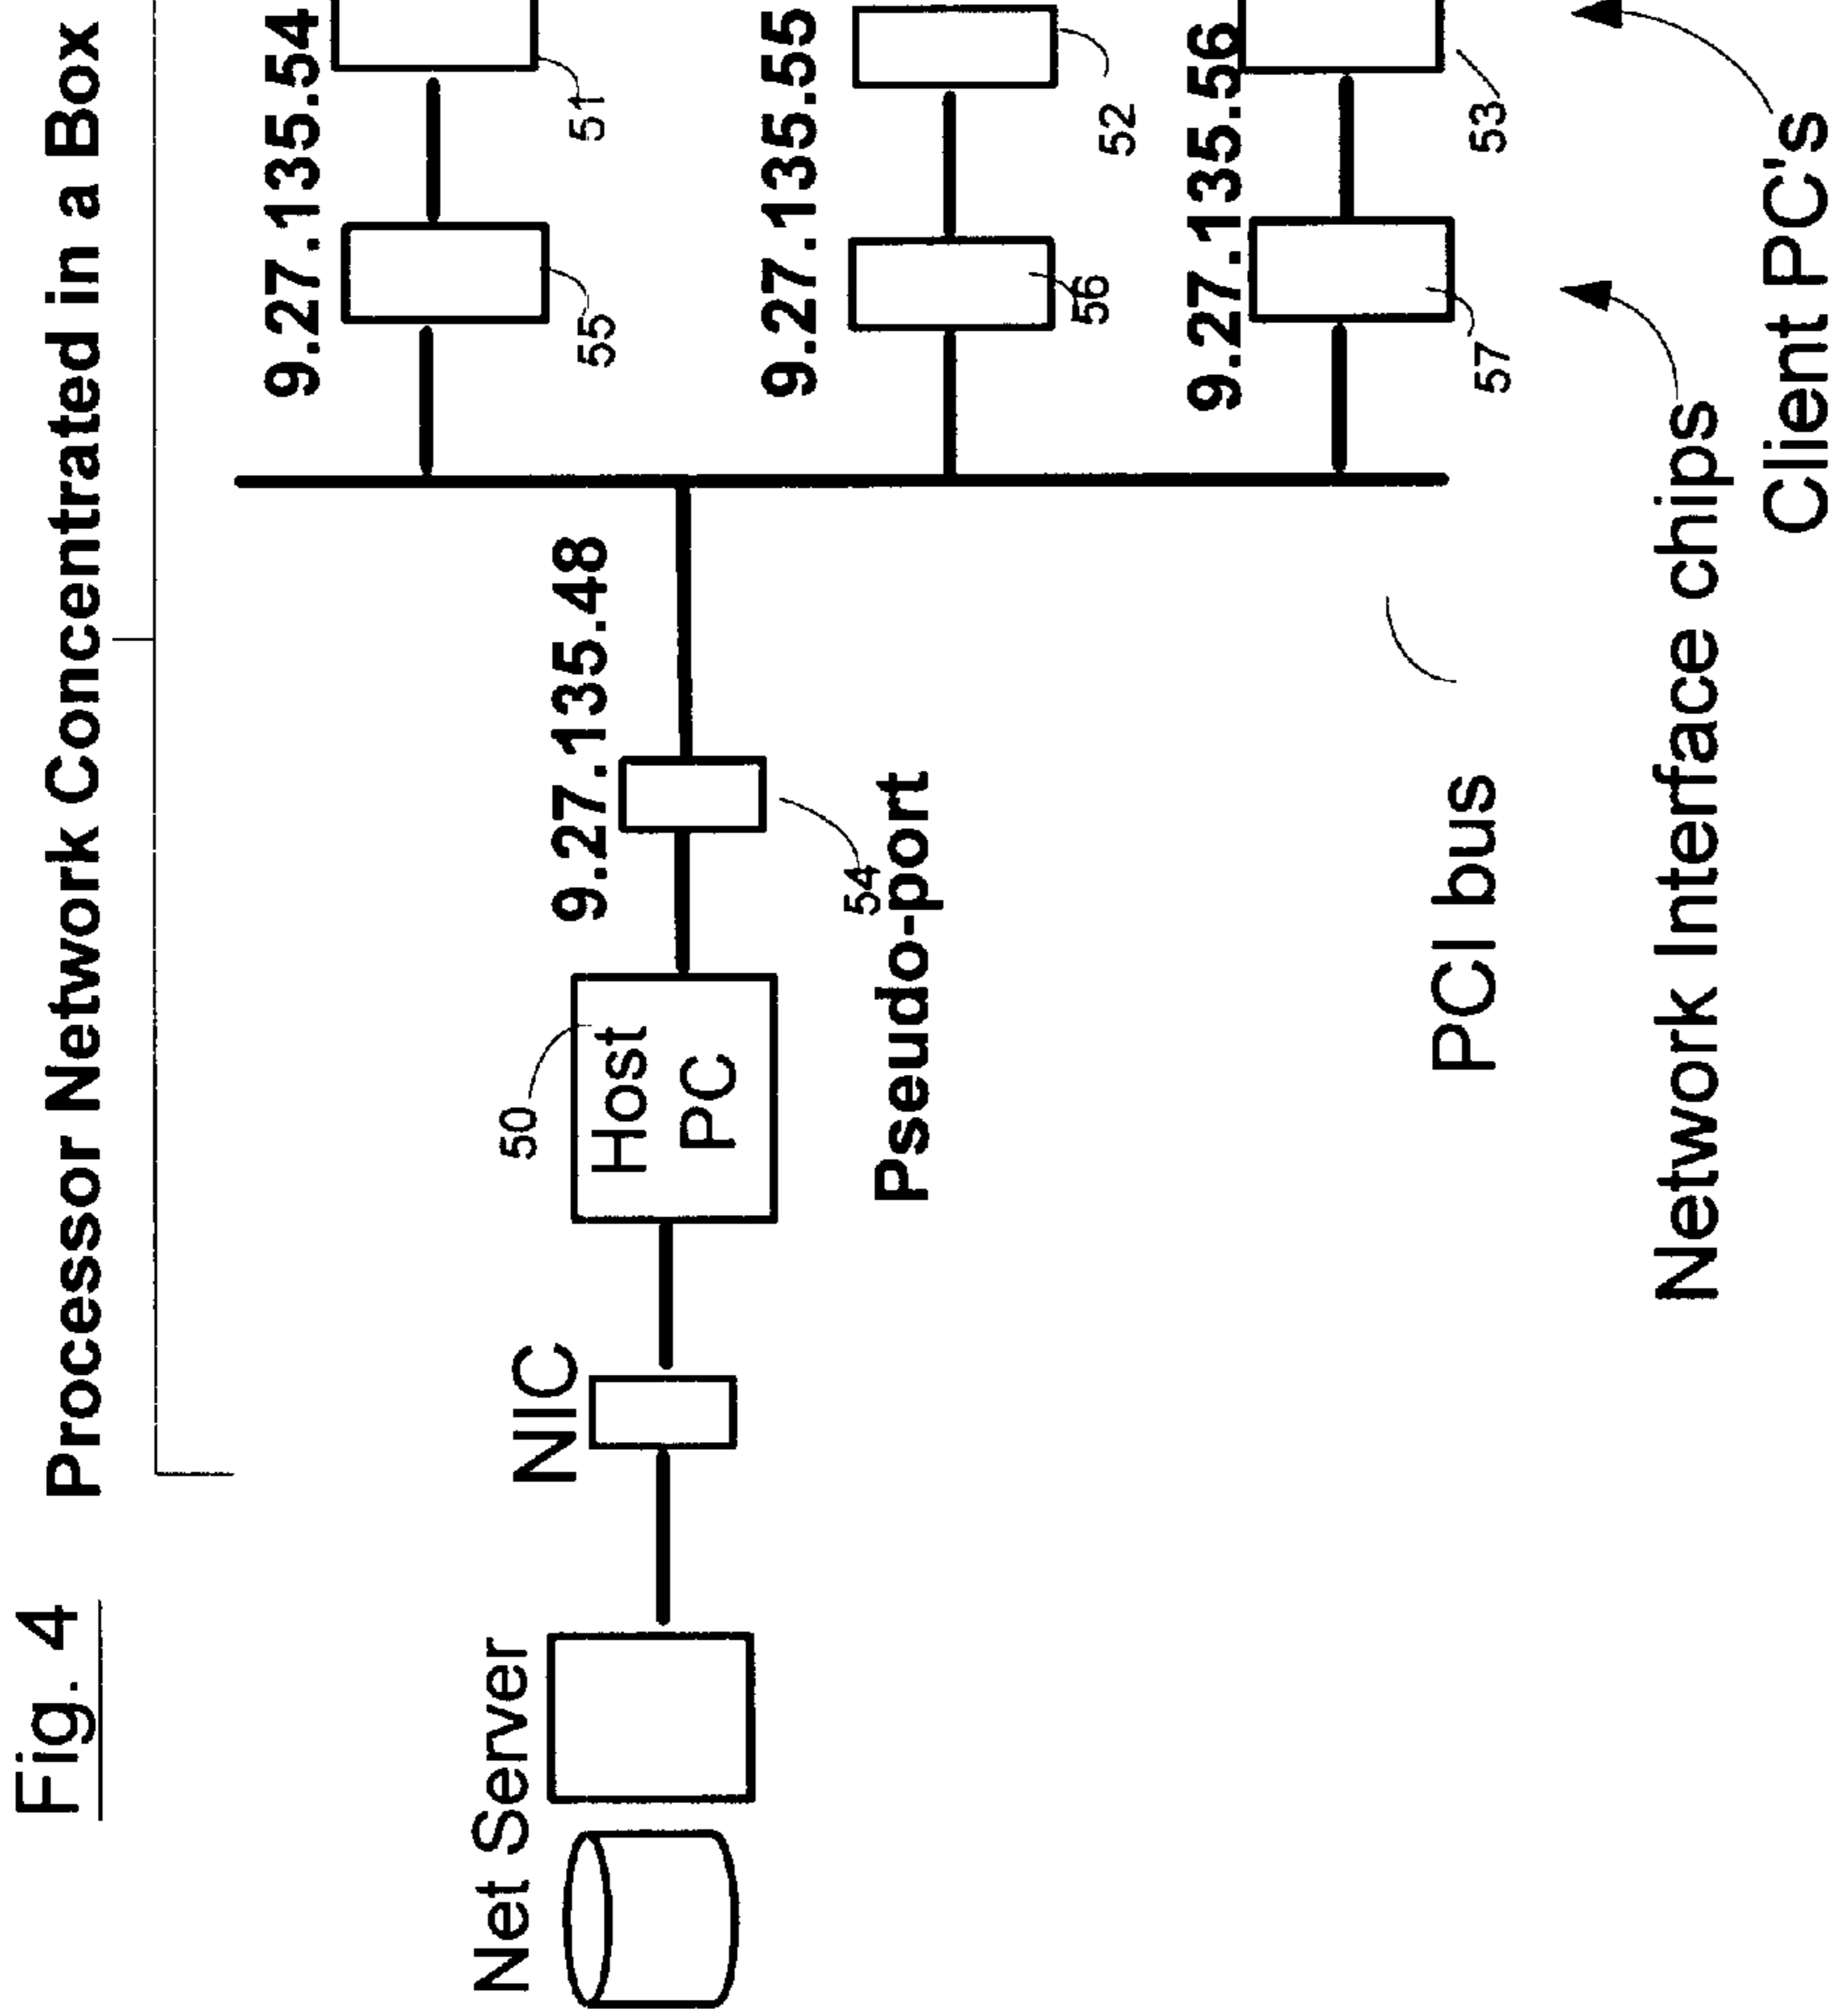 Fig. 4
Processor Network Concentrated in a Box
9.27.135.54
51
55
Net Server
NIC
50
Host
PC
9.27.135.48
54
Pseudo-port
9.27.135.55
52
56
9.27.135.56
53
57
PCI bus
Network Interface chips
Client PC's